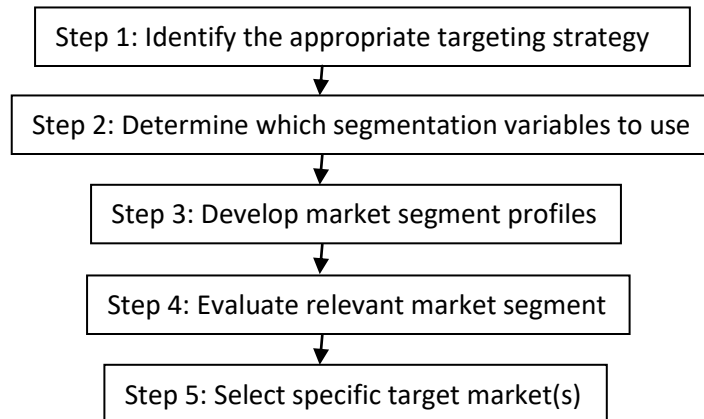 Step 1: Identify the appropriate targeting strategy
Step 2: Determine which segmentation variables to use
Step 3: Develop market segment profiles
Step 4: Evaluate relevant market segment
Step 5: Select specific target market(s)